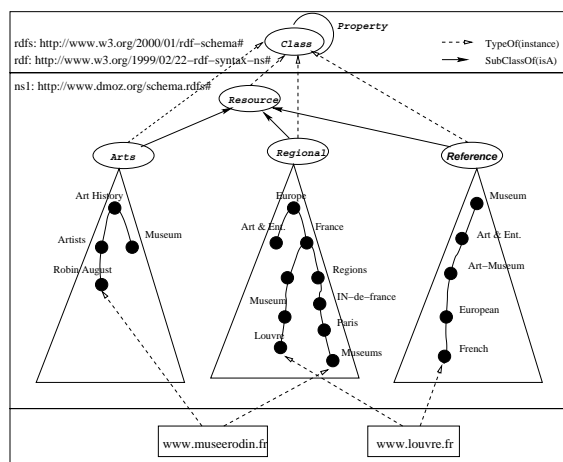 Property
rdfs: http://www.w3.org/2000/01/rdf-schema#
Class
TypeOf(instance)
rdf: http://www.w3.org/1999/02/22-rdf-syntax-ns#
SubClassOf(isA)
ns1: http://www.dmoz.org/schema.rdfs#
Resource
Arts
Regional
Reference
Art History
Europe
Museum
Artists
Museum
Art & Ent.
France
Art & Ent.
Robin August
Regions
Art-Museum
Museum
IN-de-france
European
Louvre
Paris
French
Museums
www.museerodin.fr
www.louvre.fr